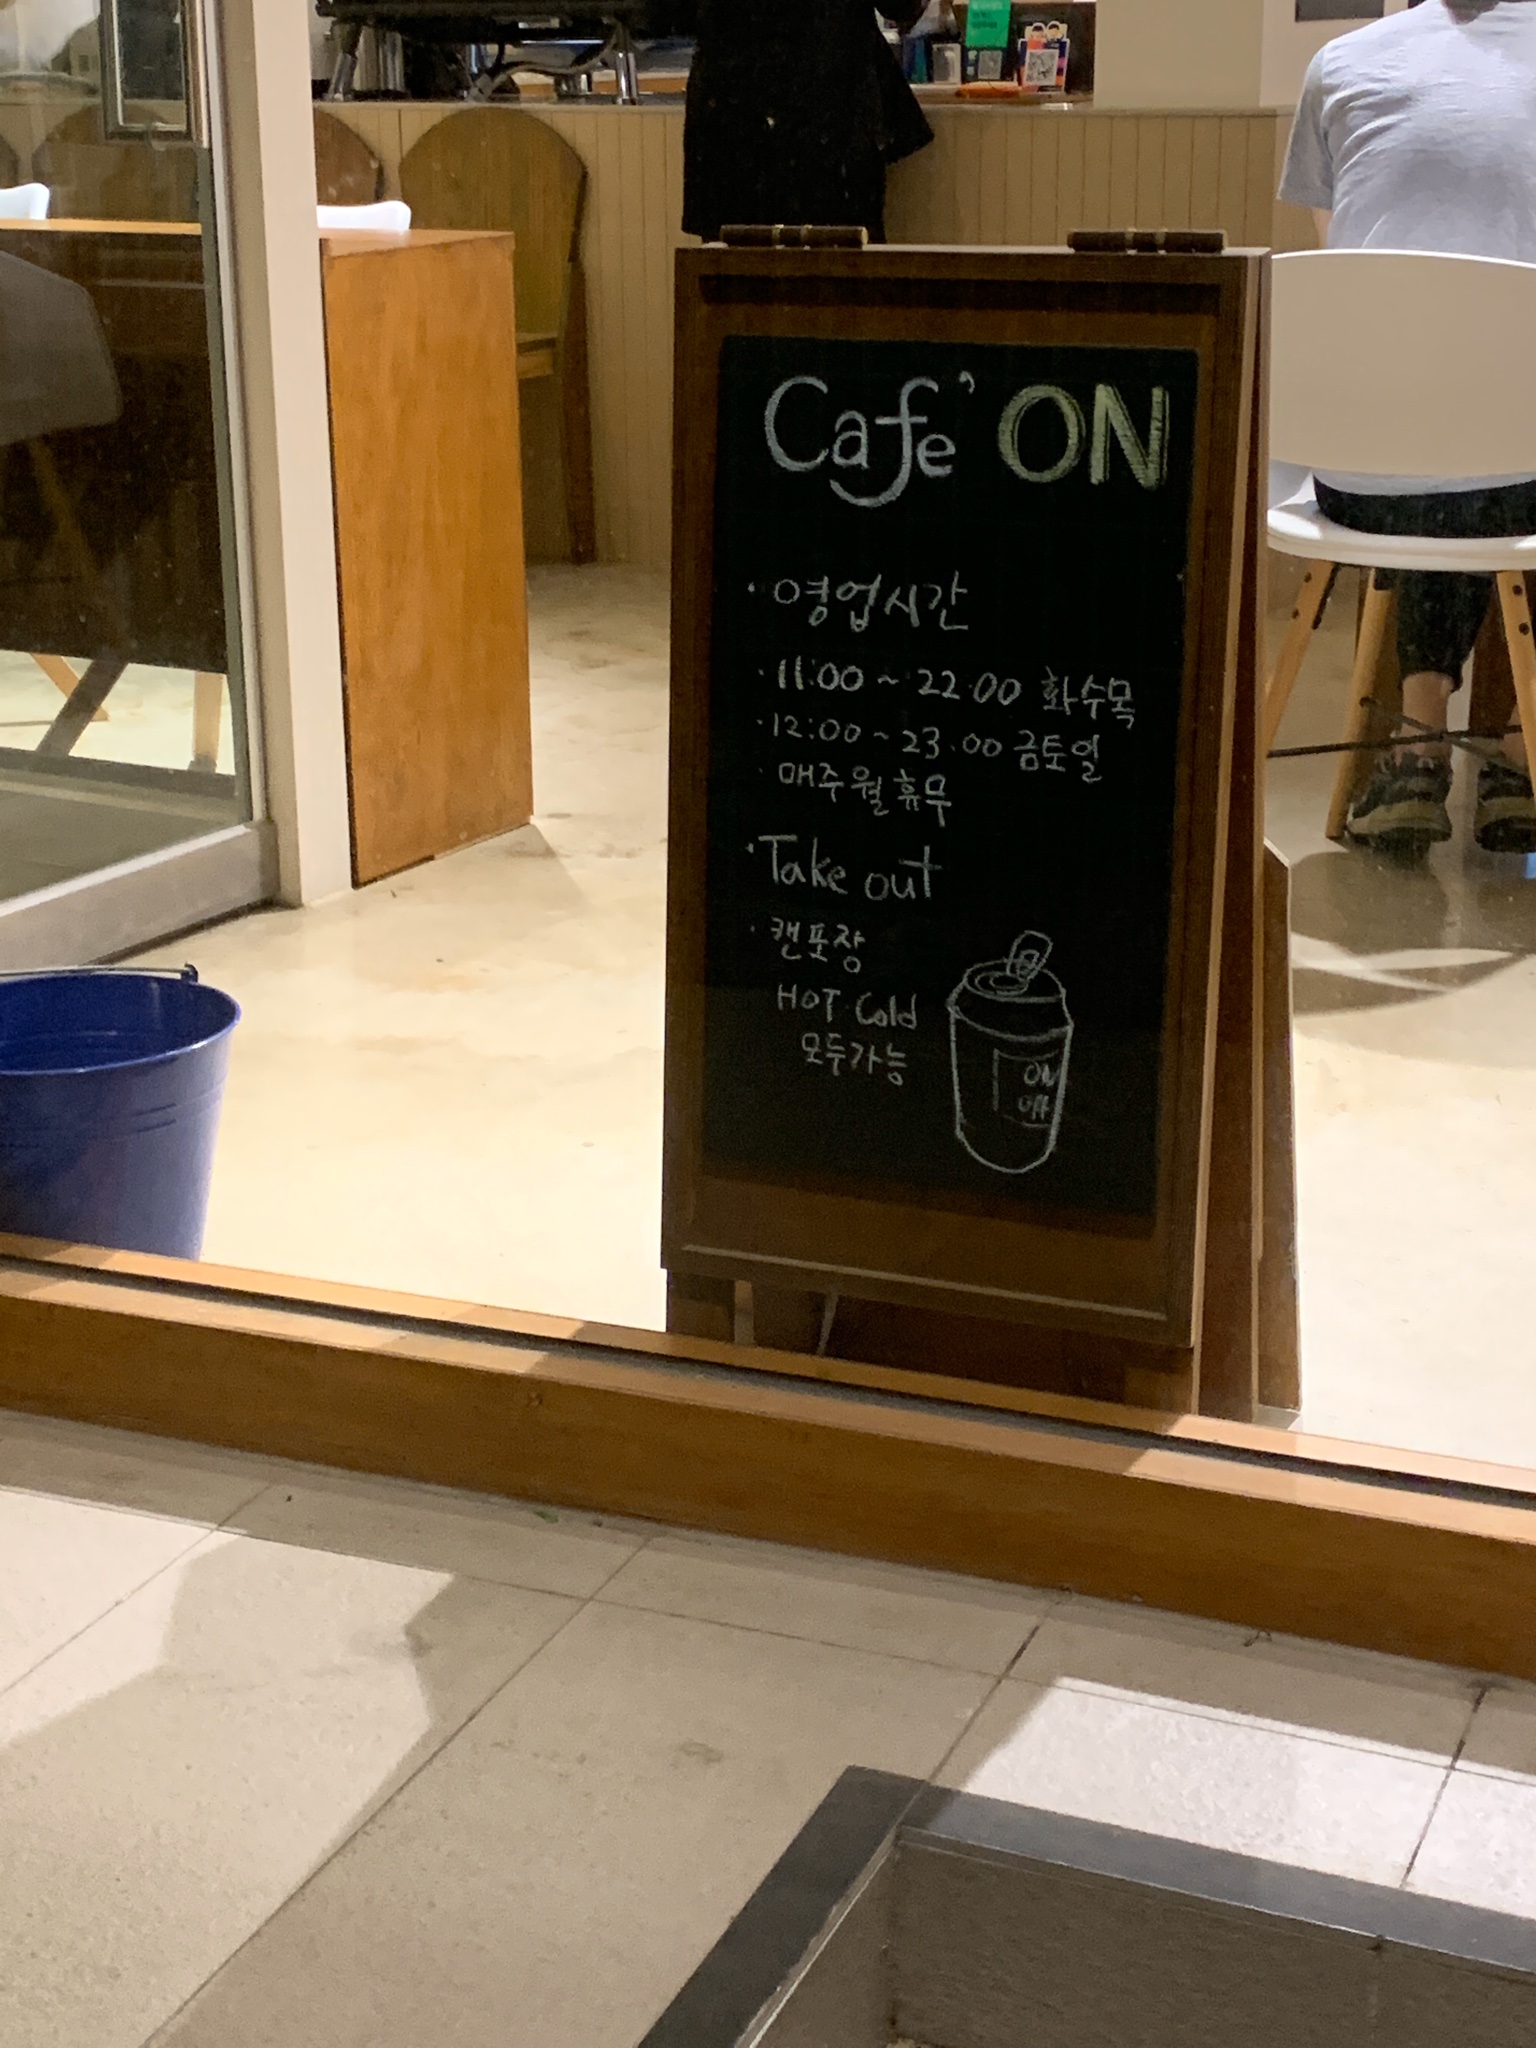 Cafe' ON
· 영업시간
· 11:00 ~ 22:00 화수목
· 12:00 ~ 23:00 금토일
· 매주 월 휴무
· Take out
· 캔포장
HOT Cold
모두가능
ON
off